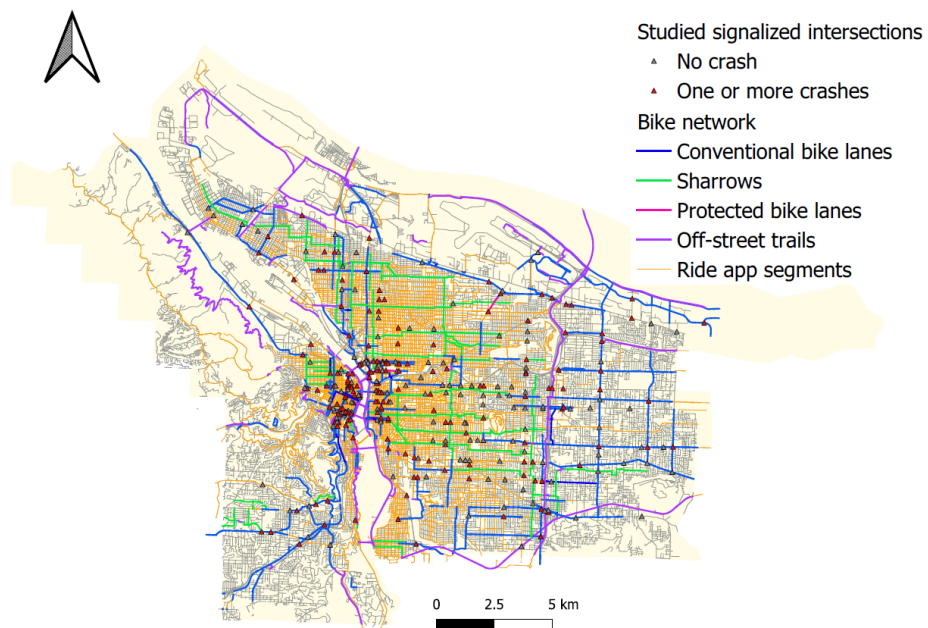 Studied signalized intersections
No crash
One or more crashes
Bike network
Conventional bike lanes
Sharrows
Protected bike lanes
Off-street trails
Ride app segments
0 2.5 5 km